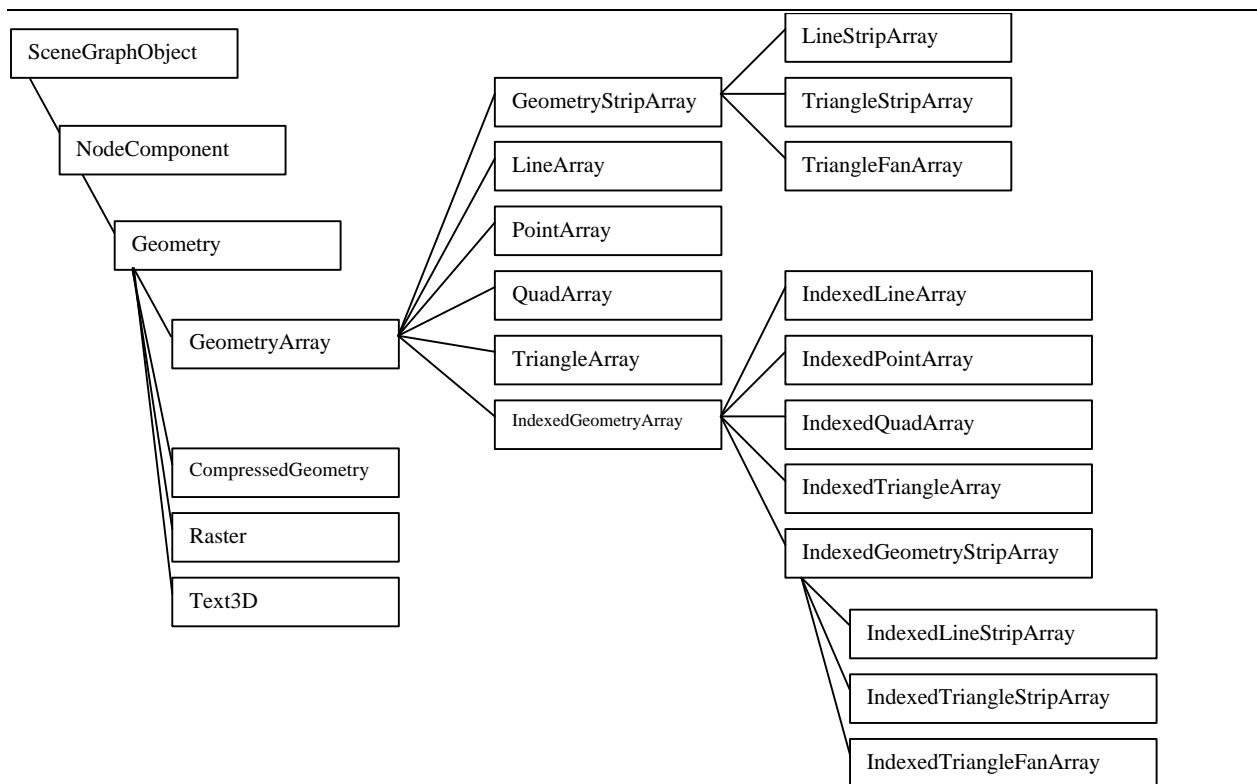 SceneGraphObject
NodeComponent
Geometry
GeometryArray
CompressedGeometry
Raster
Text3D
GeometryStripArray
LineArray
PointArray
QuadArray
TriangleArray
IndexedGeometryArray
LineStripArray
TriangleStripArray
TriangleFanArray
IndexedLineArray
IndexedPointArray
IndexedQuadArray
IndexedTriangleArray
IndexedGeometryStripArray
IndexedLineStripArray
IndexedTriangleStripArray
IndexedTriangleFanArray